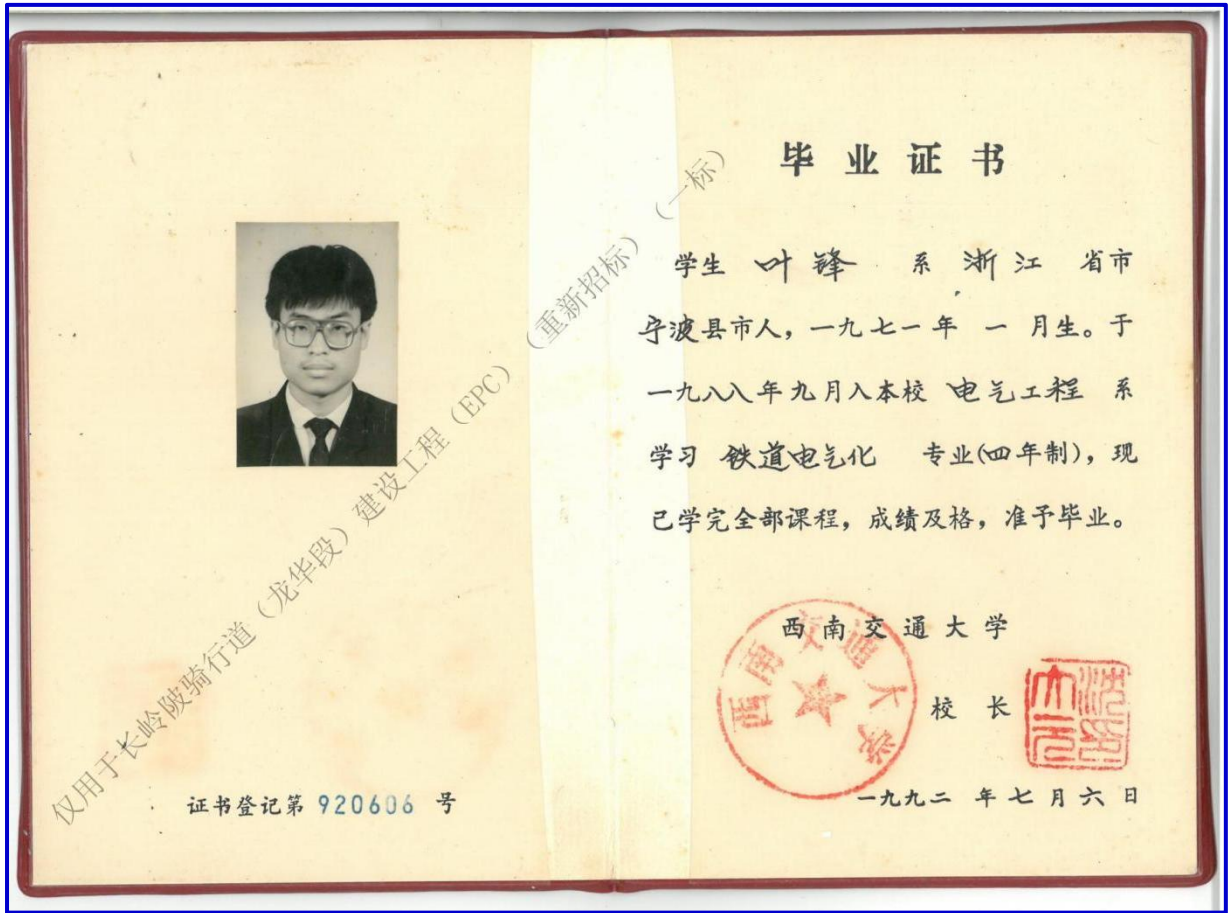 仅用于长岭陂骑行道（龙华段）建设工程（EPC）（重新招标）（一标）
证书登记第 920606 号
毕业证书
学生 叶锋 系 浙江 省市
宁波县市人，一九七一年 一 月生。于
一九八八年九月入本校 电气工程 系
学习 铁道电气化 专业(四年制)，现
已学完全部课程，成绩及格，准予毕业。
西南交通大学
西南交通大学
校长
一九九二 年七月六日